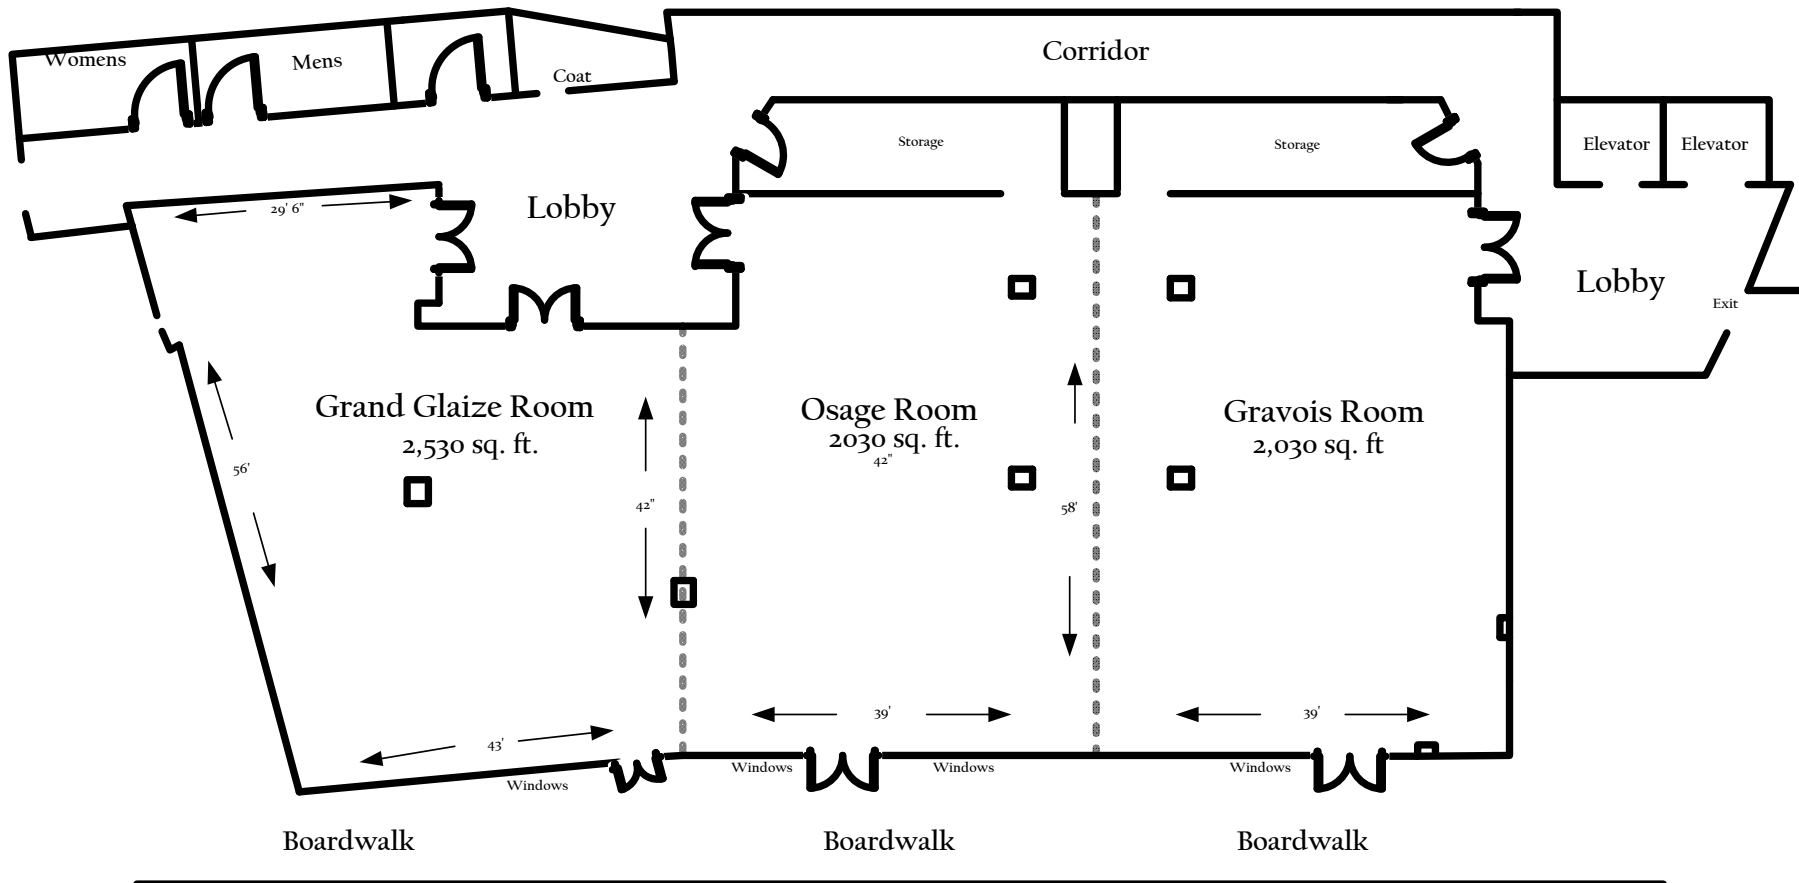 Womens
Mens
Coat
Corridor
Storage
Storage
Elevator
Elevator
29' 6"
Lobby
Lobby
Exit
Grand Glaize Room
2,530 sq. ft.
Osage Room
2030 sq. ft.
42"
Gravois Room
2,030 sq. ft
56'
42"
58'
43'
39'
39'
Windows
Windows
Windows
Windows
Boardwalk
Boardwalk
Boardwalk